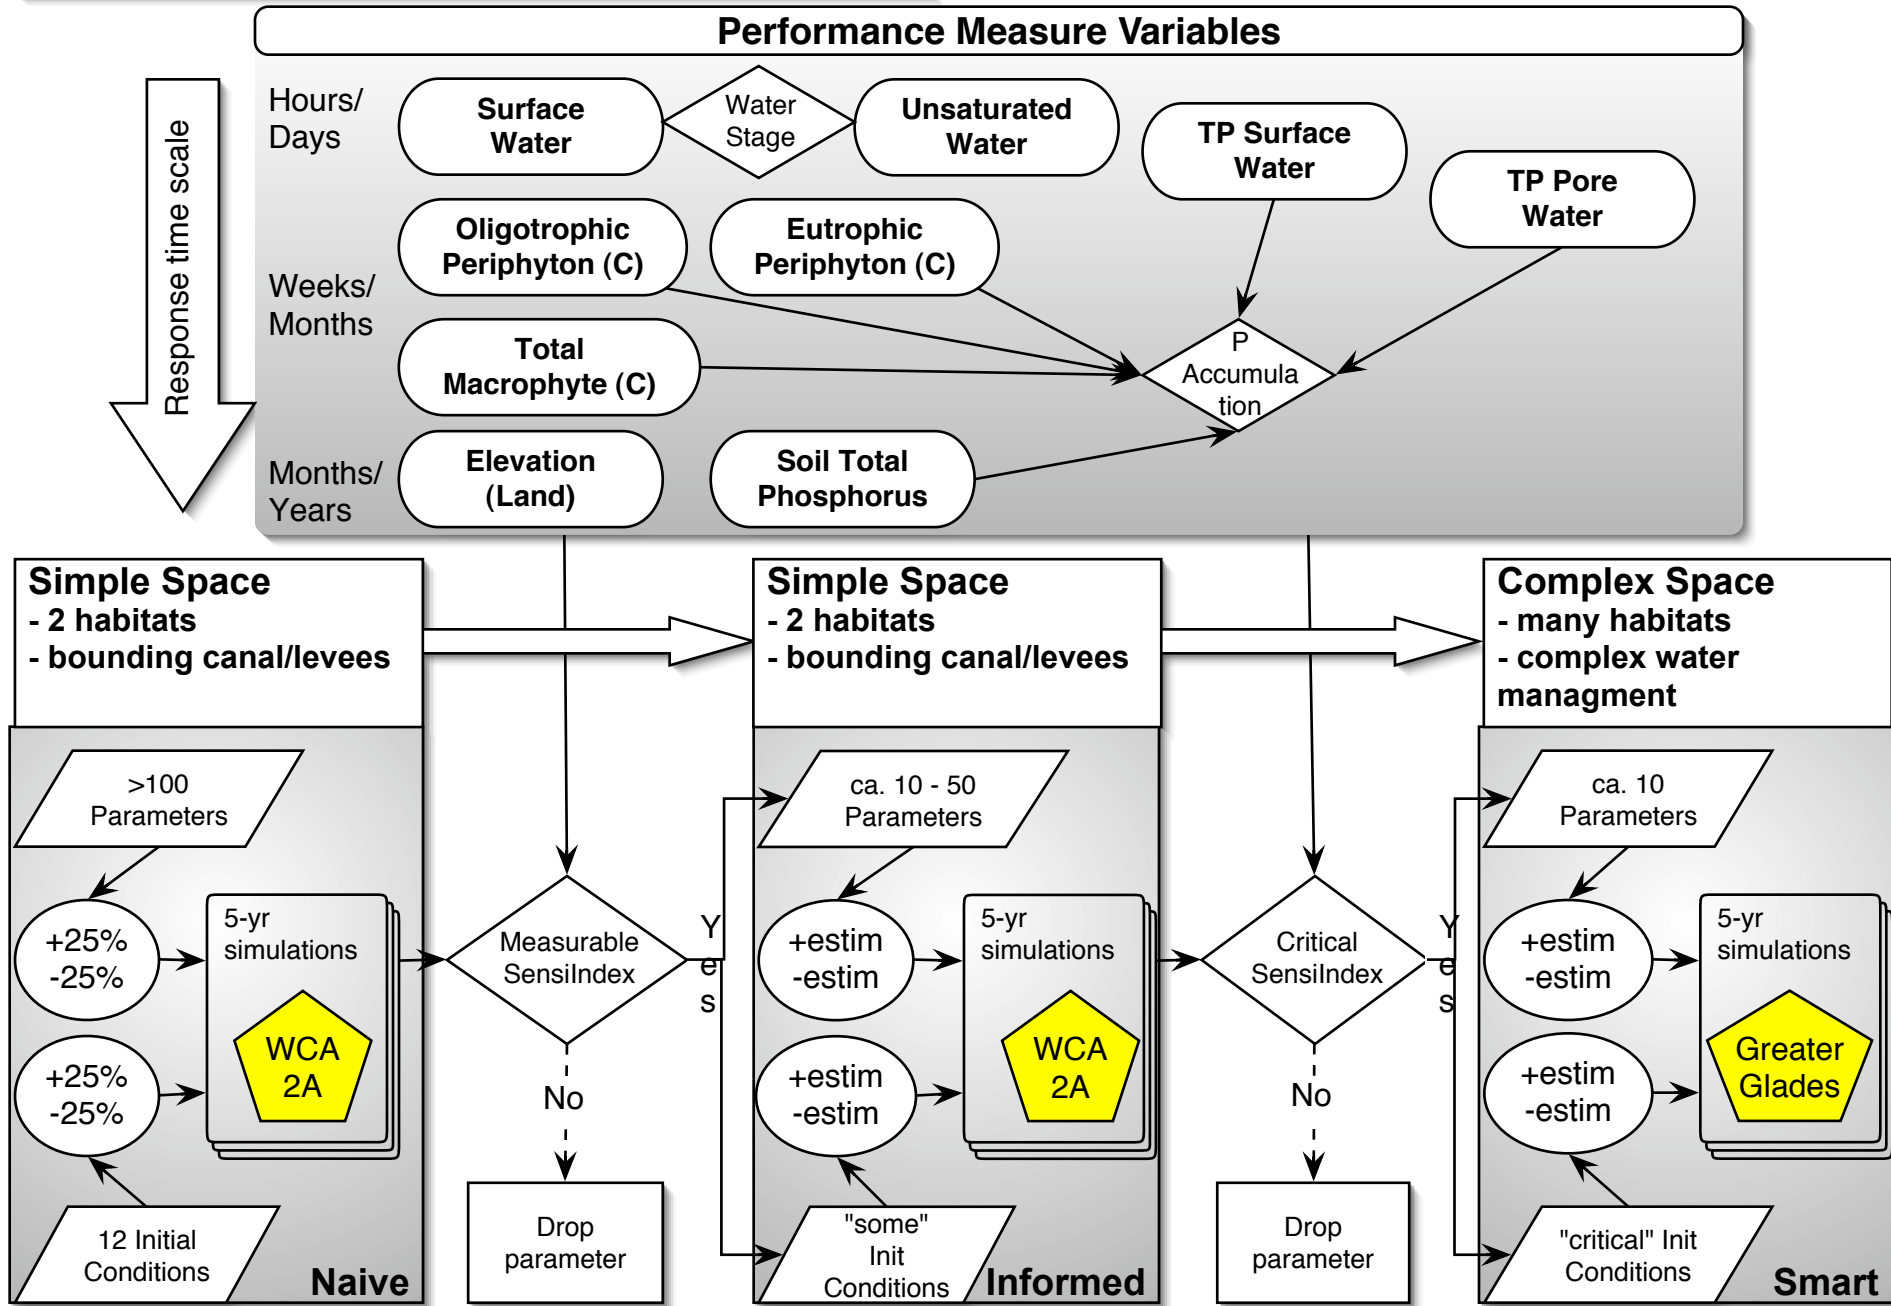 Performance Measure Variables
Response time scale
Hours/
Days
Surface
Water
Water
Stage
Unsaturated
Water
TP Surface
Water
TP Pore
Water
Weeks/
Months
Oligotrophic
Periphyton (C)
Eutrophic
Periphyton (C)
Total
Macrophyte (C)
P
Accumula
tion
Months/
Years
Elevation
(Land)
Soil Total
Phosphorus
Simple Space
- 2 habitats
- bounding canal/levees
>100
Parameters
+25%
-25%
5-yr
simulations
WCA
2A
+25%
-25%
12 Initial
Conditions
Naive
Measurable
SensiIndex
Y
e
s
No
Drop
parameter
Simple Space
- 2 habitats
- bounding canal/levees
ca. 10 - 50
Parameters
+estim
-estim
5-yr
simulations
WCA
2A
+estim
-estim
"some"
Init
Conditions
Informed
Critical
SensiIndex
Y
e
s
No
Drop
parameter
Complex Space
- many habitats
- complex water
managment
ca. 10
Parameters
+estim
-estim
5-yr
simulations
Greater
Glades
+estim
-estim
"critical" Init
Conditions
Smart